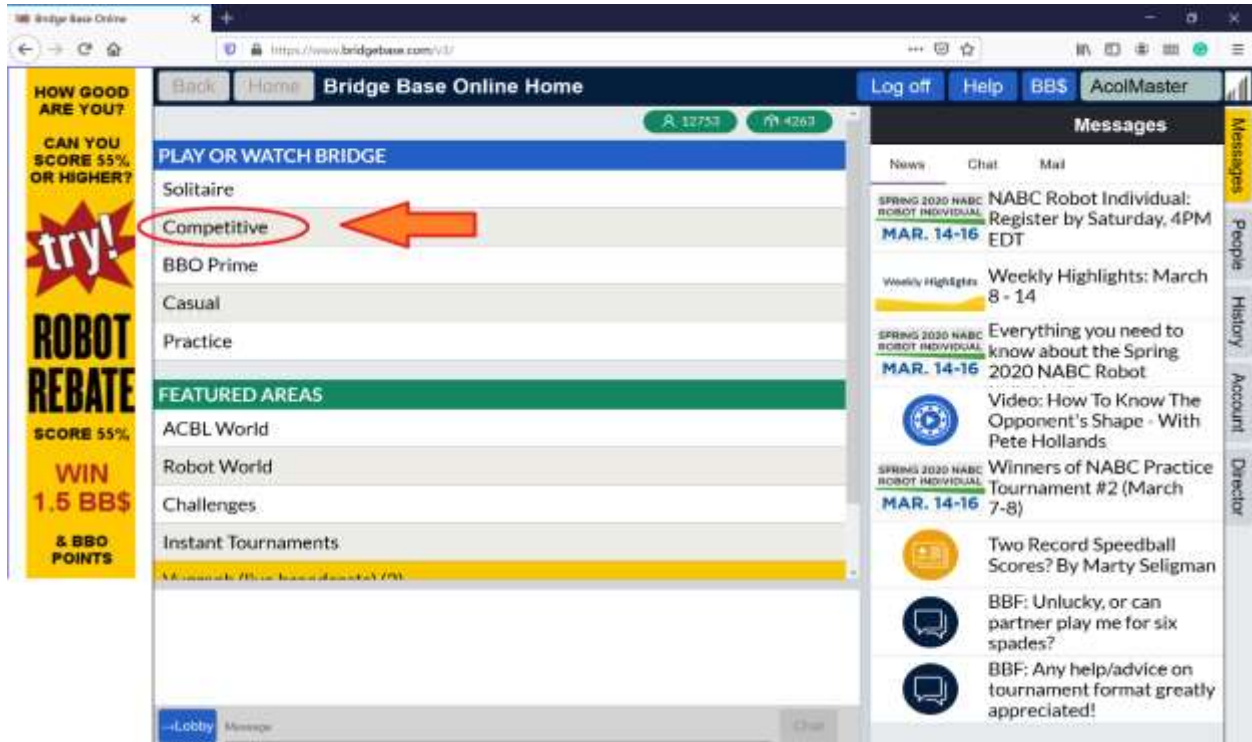 Bridge Base Online
https://www.bridgebase.com/v3/
HOW GOOD
ARE YOU?
CAN YOU
SCORE 55%
OR HIGHER?
try!
ROBOT
REBATE
SCORE 55%
WIN
1.5 BB$
& BBO
POINTS
Back Home Bridge Base Online Home
Log off Help BB$ AcolMaster
12753 4263
PLAY OR WATCH BRIDGE
Solitaire
Competitive
BBO Prime
Casual
Practice
FEATURED AREAS
ACBL World
Robot World
Challenges
Instant Tournaments
Vugraph (live broadcasts) (2)
→Lobby Message Chat
Messages
News Chat Mail
SPRING 2020 NABC
ROBOT INDIVIDUAL
MAR. 14-16
NABC Robot Individual:
Register by Saturday, 4PM
EDT
Weekly Highlights
Weekly Highlights: March
8 - 14
SPRING 2020 NABC
ROBOT INDIVIDUAL
MAR. 14-16
Everything you need to
know about the Spring
2020 NABC Robot
Video: How To Know The
Opponent's Shape - With
Pete Hollands
SPRING 2020 NABC
ROBOT INDIVIDUAL
MAR. 14-16
Winners of NABC Practice
Tournament #2 (March
7-8)
Two Record Speedball
Scores? By Marty Seligman
BBF: Unlucky, or can
partner play me for six
spades?
BBF: Any help/advice on
tournament format greatly
appreciated!
Messages
People
History
Account
Director